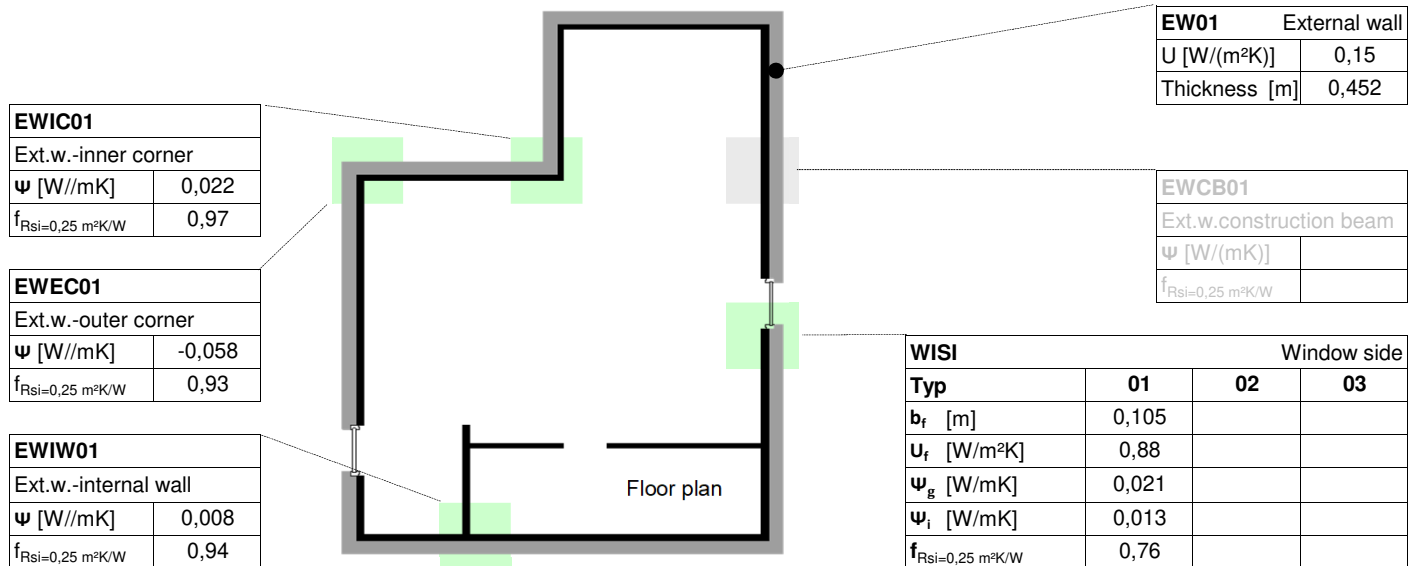 EW01 External wall
U [W/(m²K)] 0,15
Thickness [m] 0,452
EWIC01
Ext.w.-inner corner
Ψ [W//mK] 0,022
fRsi=0,25 m²K/W 0,97
EWEC01
Ext.w.-outer corner
Ψ [W//mK] -0,058
fRsi=0,25 m²K/W 0,93
EWIW01
Ext.w.-internal wall
Ψ [W//mK] 0,008
fRsi=0,25 m²K/W 0,94
Floor plan
EWCB01
Ext.w.construction beam
Ψ [W/(mK)]
fRsi=0,25 m²K/W
WISI Window side
Typ 01 02 03
bf [m] 0,105
Uf [W/m²K] 0,88
Ψg [W/mK] 0,021
Ψi [W/mK] 0,013
fRsi=0,25 m²K/W 0,76